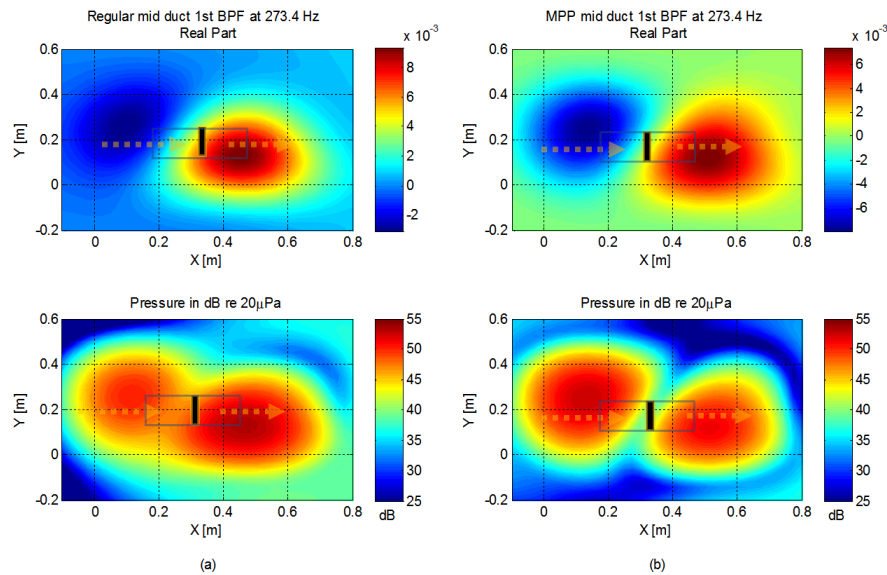 Regular mid duct 1st BPF at 273.4 Hz
Real Part
x 10⁻³
0.6
0.4
0.2
0
-0.2
Y [m]
0 0.2 0.4 0.6 0.8
X [m]
8
6
4
2
0
-2
MPP mid duct 1st BPF at 273.4 Hz
Real Part
x 10⁻³
0.6
0.4
0.2
0
-0.2
Y [m]
0 0.2 0.4 0.6 0.8
X [m]
6
4
2
0
-2
-4
-6
Pressure in dB re 20μPa
0.6
0.4
0.2
0
-0.2
Y [m]
0 0.2 0.4 0.6 0.8
X [m]
55
50
45
40
35
30
25
dB
(a)
Pressure in dB re 20μPa
0.6
0.4
0.2
0
-0.2
Y [m]
0 0.2 0.4 0.6 0.8
X [m]
55
50
45
40
35
30
25
dB
(b)